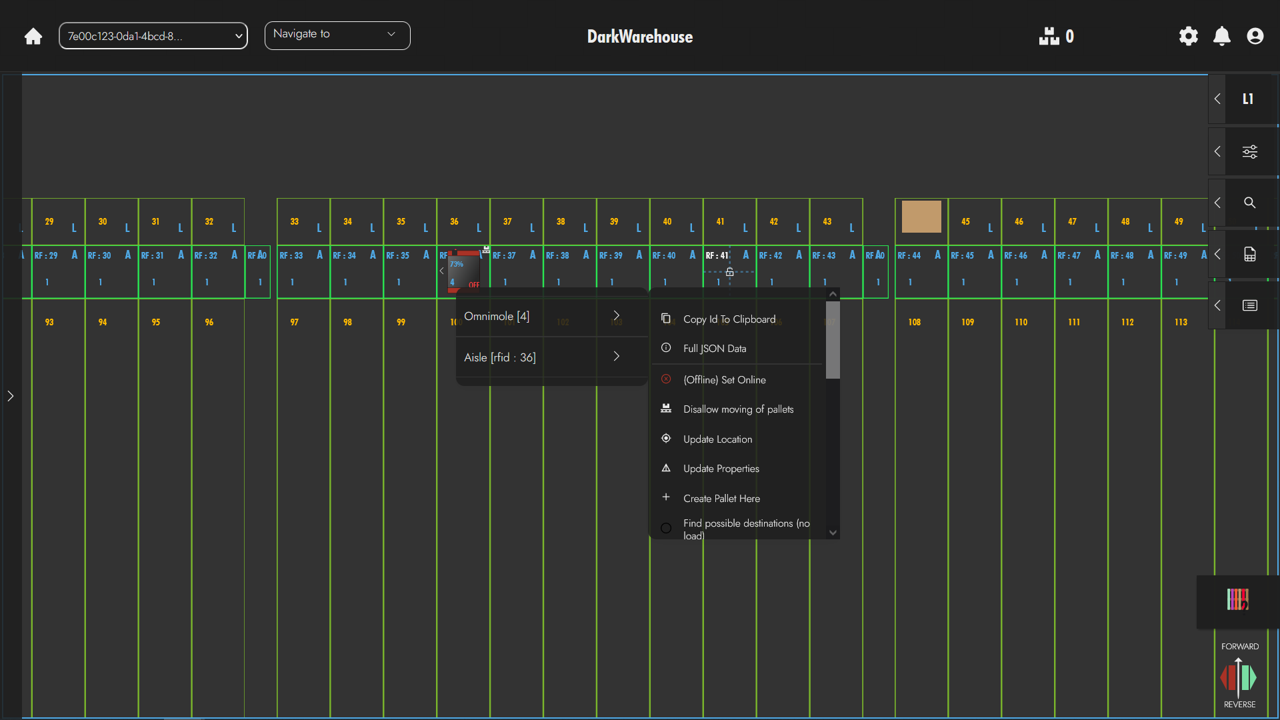 7e00c123-0da1-4bcd-8...
Navigate to
DarkWarehouse
0
L1
29 L 30 L 31 L 32 L 33 L 34 L 35 L 36 L 37 L 38 L 39 L 40 L 41 L 42 L 43 L 45 L 46 L 47 L 48 L 49 L
A RF : 29 A RF : 30 A RF : 31 A RF : 32 A RF A0 RF : 33 A RF : 34 A RF : 35 A RF : 37 A RF : 38 A RF : 39 A RF : 40 A RF : 41 A RF : 42 A RF : 43 A RF A0 RF : 44 A RF : 45 A RF : 46 A RF : 47 A RF : 48 A RF : 49 A
73%
1 1 1 1 1 1 1 1 4 OFF 1 1 1 1 1 1 1 1 1 1 1 1 1 1
93 94 95 96 97 98 99 102 103 108 109 110 111 112 113
Omnimole [4]
Aisle [rfid : 36]
Copy Id To Clipboard
Full JSON Data
(Offline) Set Online
Disallow moving of pallets
Update Location
Update Properties
Create Pallet Here
Find possible destinations (no
load)
FORWARD
REVERSE